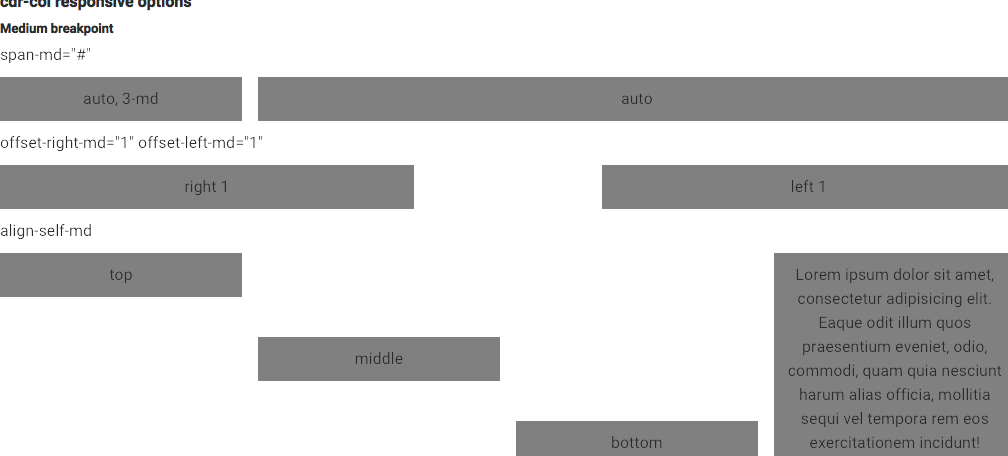 cdr-col responsive options
Medium breakpoint
span-md="#"
auto, 3-md
auto
offset-right-md="1" offset-left-md="1"
right 1
left 1
align-self-md
top
middle
bottom
Lorem ipsum dolor sit amet,
consectetur adipisicing elit.
Eaque odit illum quos
praesentium eveniet, odio,
commodi, quam quia nesciunt
harum alias officia, mollitia
sequi vel tempora rem eos
exercitationem incidunt!